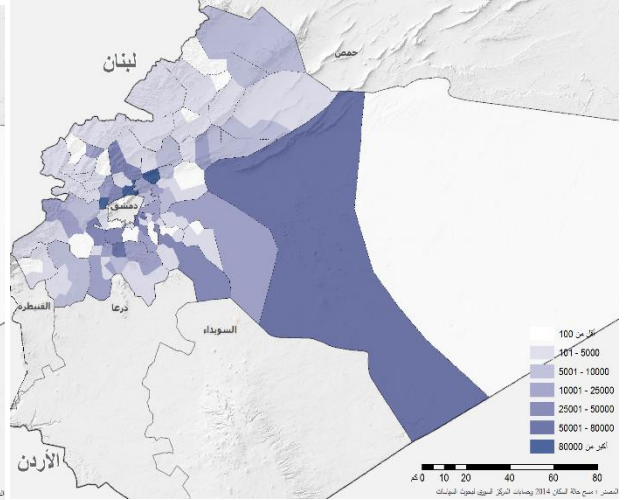 لبنان
حمص
دمشق
القنيطرة
درعا
السويداء
الأردن
أقل من 100
101 - 5000
5001 - 10000
10001 - 25000
25001 - 50000
50001 - 80000
أكبر من 80000
0 10 20 40 60 80 كم
المصدر : مسح حالة السكان 2014 وحسابات المركز السوري لبحوث السياسات